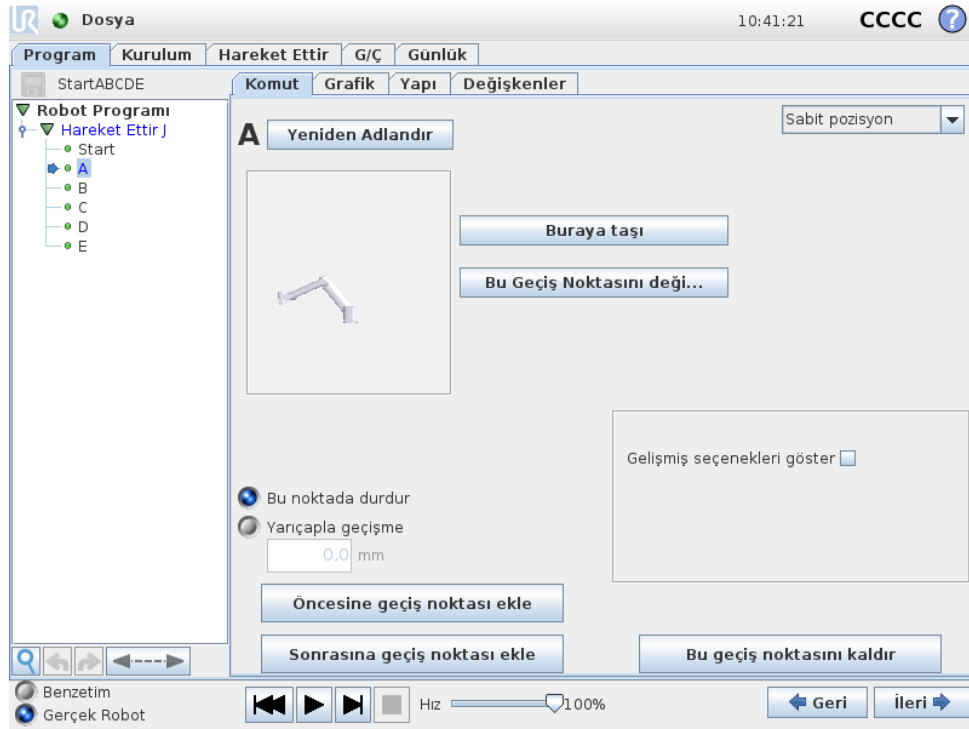 UR Dosya 10:41:21 CCCC ?
Program Kurulum Hareket Ettir G/Ç Günlük
StartABCDE
Komut Grafik Yapı Değişkenler
Robot Programı
Hareket Ettir J
Start
A
B
C
D
E
A Yeniden Adlandır
Sabit pozisyon
Buraya taşı
Bu Geçiş Noktasını deği...
Gelişmiş seçenekleri göster
Bu noktada durdur
Yarıçapla geçişme
0,0 mm
Öncesine geçiş noktası ekle
Sonrasına geçiş noktası ekle
Bu geçiş noktasını kaldır
Benzetim
Gerçek Robot
Hız 100%
Geri
İleri